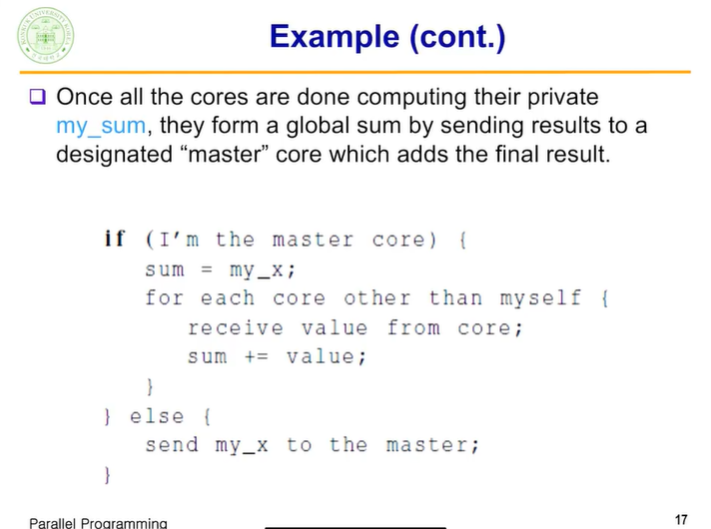 Example (cont.)
Once all the cores are done computing their private
my_sum, they form a global sum by sending results to a
designated “master” core which adds the final result.
if (I’m the master core) {
sum = my_x;
for each core other than myself {
receive value from core;
sum += value;
}
} else {
send my_x to the master;
}
Parallel Programming
17